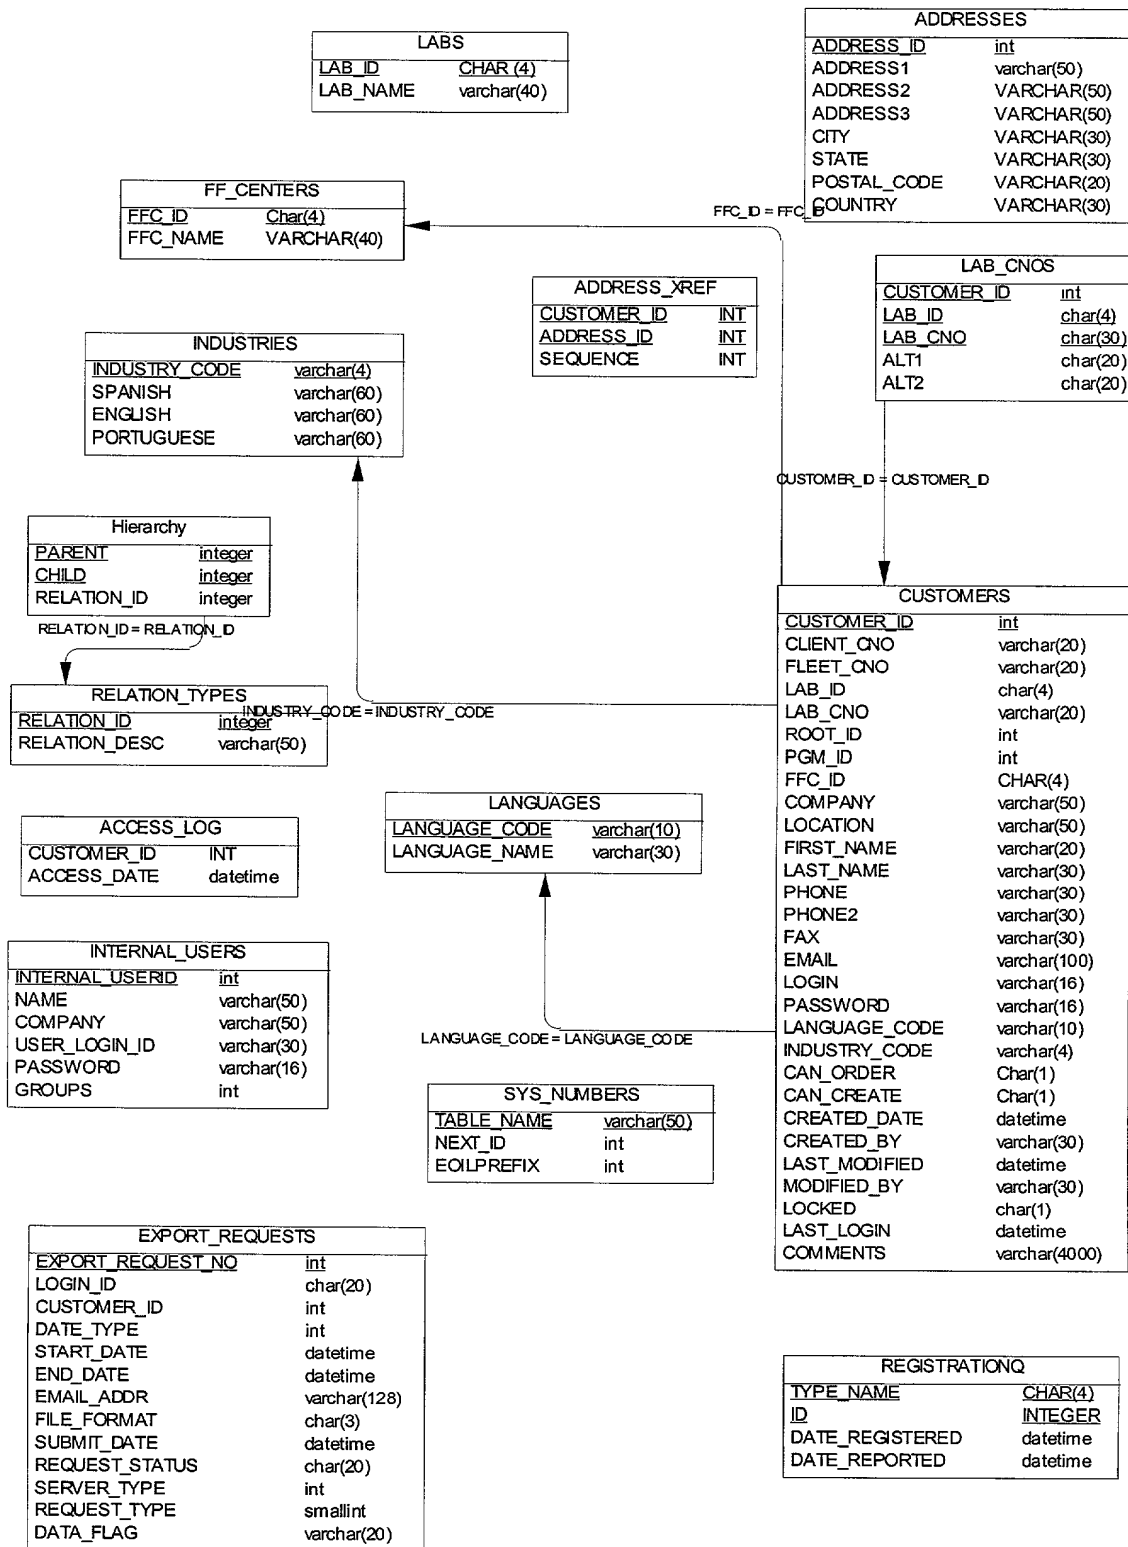 LABS
LAB_ID CHAR (4)
LAB_NAME varchar(40)
ADDRESSES
ADDRESS_ID int
ADDRESS1 varchar(50)
ADDRESS2 VARCHAR(50)
ADDRESS3 VARCHAR(50)
CITY VARCHAR(30)
STATE VARCHAR(30)
POSTAL_CODE VARCHAR(20)
COUNTRY VARCHAR(30)
FF_CENTERS
FFC_ID Char(4)
FFC_NAME VARCHAR(40)
FFC_ID = FFC_ID
ADDRESS_XREF
CUSTOMER_ID INT
ADDRESS_ID INT
SEQUENCE INT
LAB_CNOS
CUSTOMER_ID int
LAB_ID char(4)
LAB_CNO char(30)
ALT1 char(20)
ALT2 char(20)
INDUSTRIES
INDUSTRY_CODE varchar(4)
SPANISH varchar(60)
ENGLISH varchar(60)
PORTUGUESE varchar(60)
CUSTOMER_ID = CUSTOMER_ID
Hierarchy
PARENT integer
CHILD integer
RELATION_ID integer
RELATION_ID = RELATION_ID
RELATION_TYPES
RELATION_ID integer
RELATION_DESC varchar(50)
INDUSTRY_CODE = INDUSTRY_CODE
CUSTOMERS
CUSTOMER_ID int
CLIENT_CNO varchar(20)
FLEET_CNO varchar(20)
LAB_ID char(4)
LAB_CNO varchar(20)
ROOT_ID int
PGM_ID int
FFC_ID CHAR(4)
COMPANY varchar(50)
LOCATION varchar(50)
FIRST_NAME varchar(20)
LAST_NAME varchar(30)
PHONE varchar(30)
PHONE2 varchar(30)
FAX varchar(30)
EMAIL varchar(100)
LOGIN varchar(16)
PASSWORD varchar(16)
LANGUAGE_CODE varchar(10)
INDUSTRY_CODE varchar(4)
CAN_ORDER Char(1)
CAN_CREATE Char(1)
CREATED_DATE datetime
CREATED_BY varchar(30)
LAST_MODIFIED datetime
MODIFIED_BY varchar(30)
LOCKED char(1)
LAST_LOGIN datetime
COMMENTS varchar(4000)
LANGUAGES
LANGUAGE_CODE varchar(10)
LANGUAGE_NAME varchar(30)
ACCESS_LOG
CUSTOMER_ID INT
ACCESS_DATE datetime
INTERNAL_USERS
INTERNAL_USERID int
NAME varchar(50)
COMPANY varchar(50)
USER_LOGIN_ID varchar(30)
PASSWORD varchar(16)
GROUPS int
LANGUAGE_CODE = LANGUAGE_CODE
SYS_NUMBERS
TABLE_NAME varchar(50)
NEXT_ID int
EOILPREFIX int
EXPORT_REQUESTS
EXPORT_REQUEST_NO int
LOGIN_ID char(20)
CUSTOMER_ID int
DATE_TYPE int
START_DATE datetime
END_DATE datetime
EMAIL_ADDR varchar(128)
FILE_FORMAT char(3)
SUBMIT_DATE datetime
REQUEST_STATUS char(20)
SERVER_TYPE int
REQUEST_TYPE smallint
DATA_FLAG varchar(20)
REGISTRATIONQ
TYPE_NAME CHAR(4)
ID INTEGER
DATE_REGISTERED datetime
DATE_REPORTED datetime